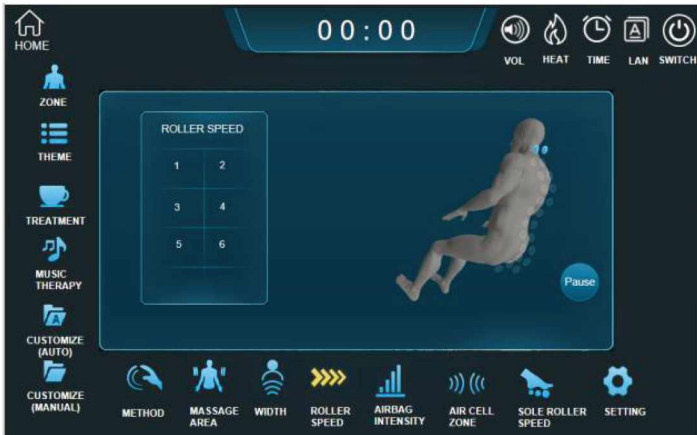 HOME
00:00
VOL
HEAT
TIME
A
LAN
SWITCH
ZONE
THEME
TREATMENT
MUSIC
THERAPY
A
CUSTOMIZE
(AUTO)
CUSTOMIZE
(MANUAL)
ROLLER SPEED
1 2
3 4
5 6
Pause
METHOD
MASSAGE
AREA
WIDTH
ROLLER
SPEED
AIRBAG
INTENSITY
AIR CELL
ZONE
SOLE ROLLER
SPEED
SETTING